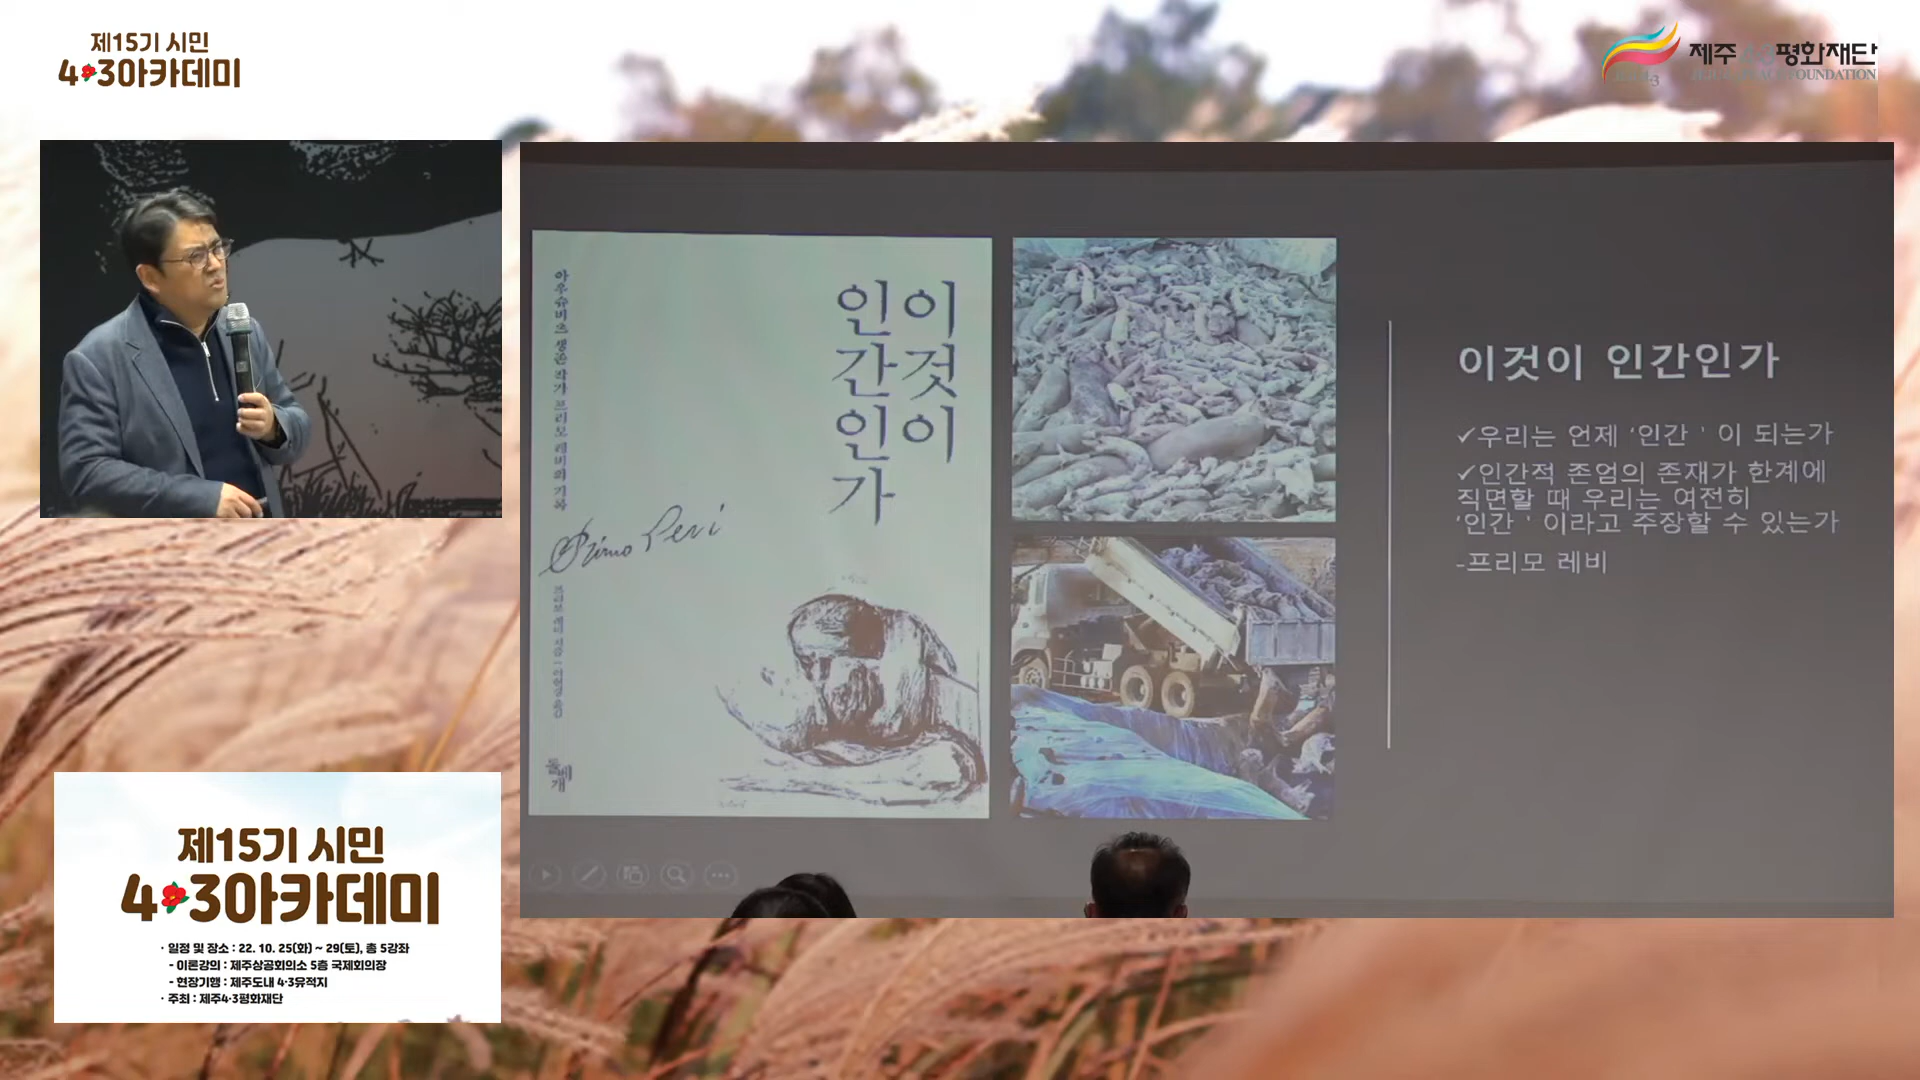 제15기 시민
4·3아카데미
제주 4·3평화재단
이것이
인간인가
아우슈비츠 생존 작가 프리모 레비의 기록
Primo Levi
프리모 레비 지음
돌베개
이것이 인간인가
✓우리는 언제 '인간 ' 이 되는가
✓인간적 존엄의 존재가 한계에
직면할 때 우리는 여전히
'인간 ' 이라고 주장할 수 있는가
-프리모 레비
제15기 시민
4·3아카데미
· 일정 및 장소 : 22. 10. 25(화) ~ 29(토), 총 5강좌
- 이론강의 : 제주상공회의소 5층 국제회의장
- 현장기행 : 제주도내 4·3유적지
· 주최 : 제주4·3평화재단